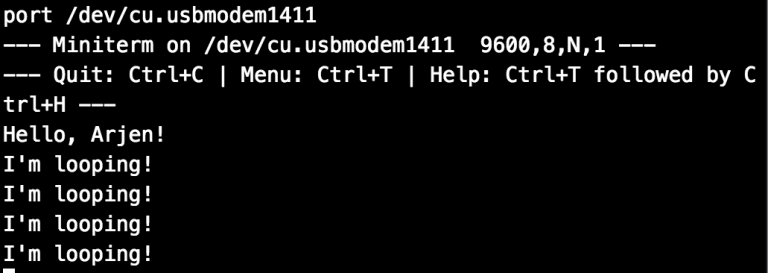 port /dev/cu.usbmodem1411
--- Miniterm on /dev/cu.usbmodem1411  9600,8,N,1 ---
--- Quit: Ctrl+C | Menu: Ctrl+T | Help: Ctrl+T followed by C
trl+H ---
Hello, Arjen!
I'm looping!
I'm looping!
I'm looping!
I'm looping!